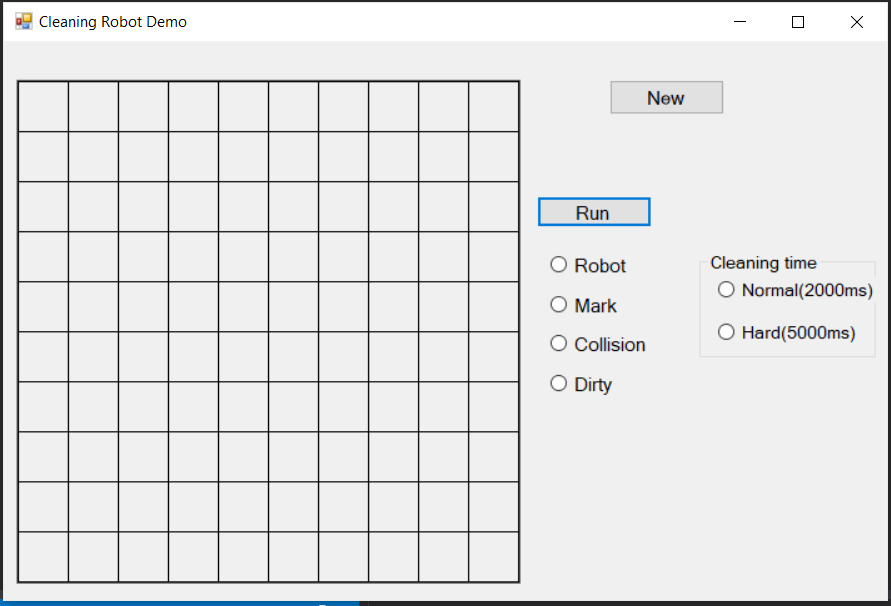 Cleaning Robot Demo
New
Run
Robot
Mark
Collision
Dirty
Cleaning time
Normal(2000ms)
Hard(5000ms)